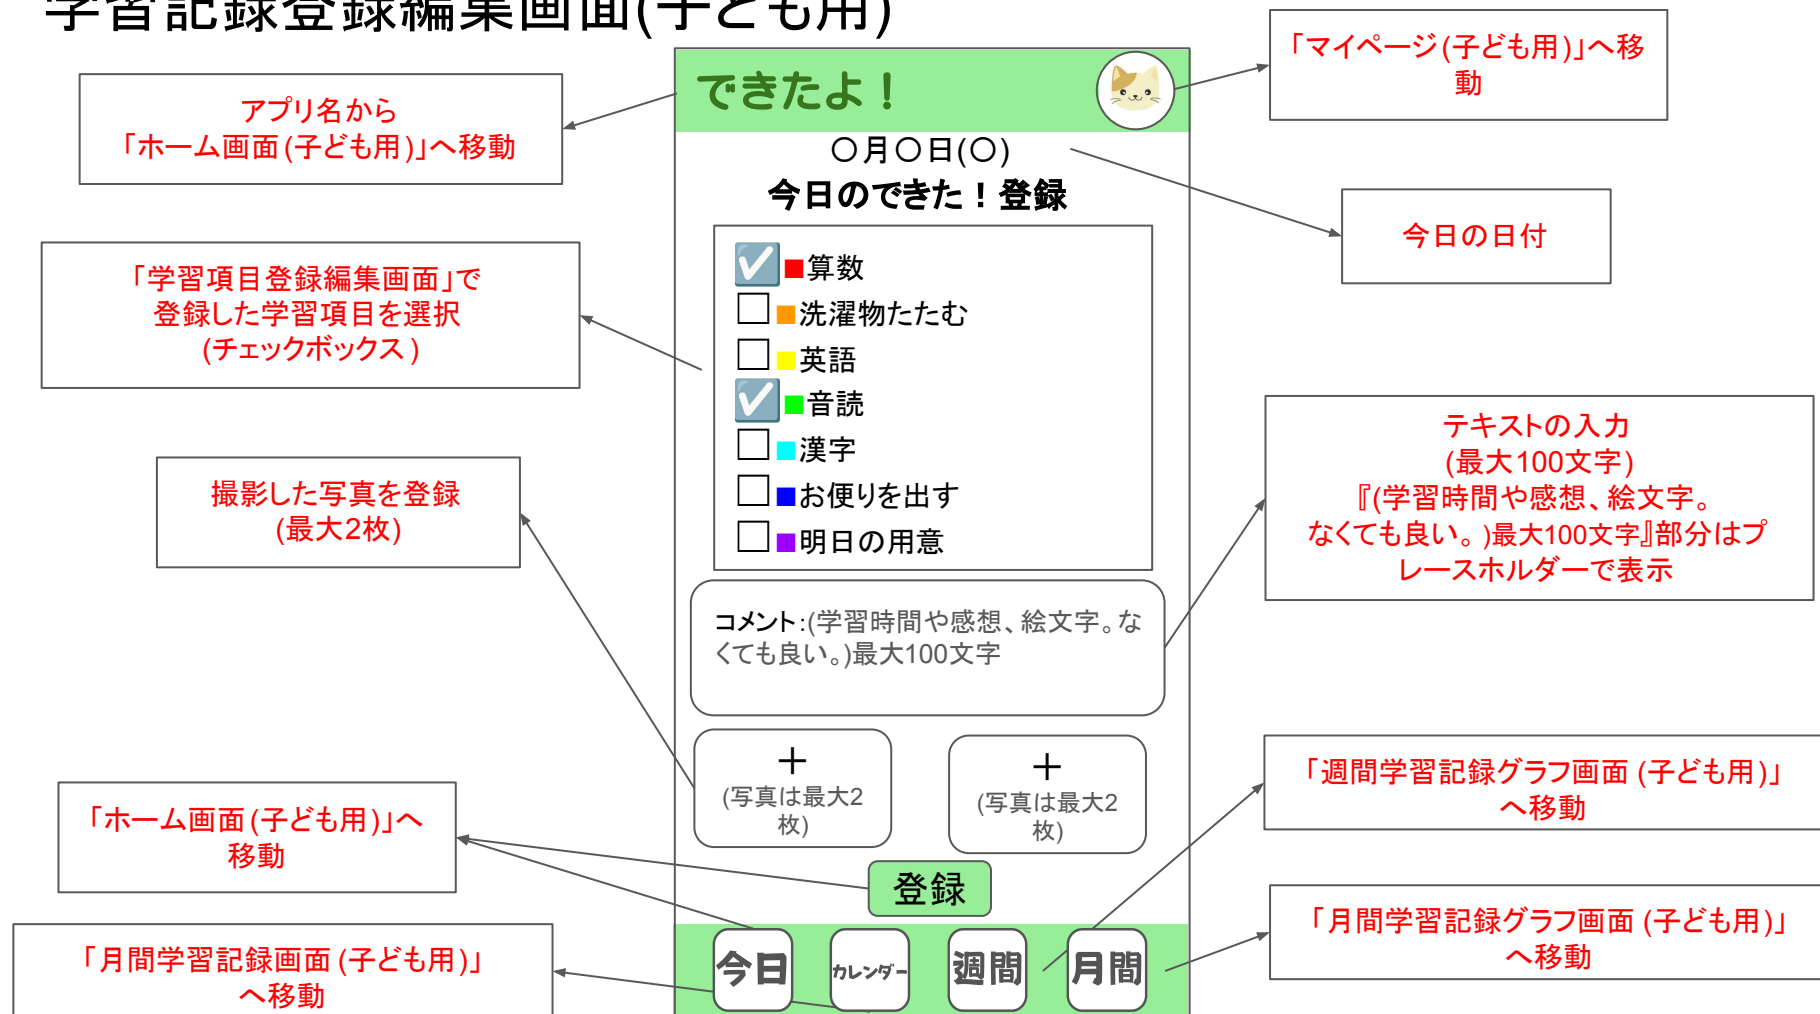 学習記録登録編集画面(子ども用)
アプリ名から
「ホーム画面(子ども用)」へ移動
できたよ！
「マイページ(子ども用)」へ移
動
〇月〇日(〇)
今日のできた！登録
今日の日付
「学習項目登録編集画面」で
登録した学習項目を選択
(チェックボックス)
算数
洗濯物たたむ
英語
音読
漢字
お便りを出す
明日の用意
撮影した写真を登録
(最大2枚)
テキストの入力
(最大100文字)
『(学習時間や感想、絵文字。
なくても良い。)最大100文字』部分はプ
レースホルダーで表示
コメント:(学習時間や感想、絵文字。な
くても良い。)最大100文字
＋
(写真は最大2
枚)
＋
(写真は最大2
枚)
「週間学習記録グラフ画面(子ども用)」
へ移動
「ホーム画面(子ども用)」へ
移動
登録
「月間学習記録グラフ画面(子ども用)」
へ移動
「月間学習記録画面(子ども用)」
へ移動
今日
カレンダー
週間
月間